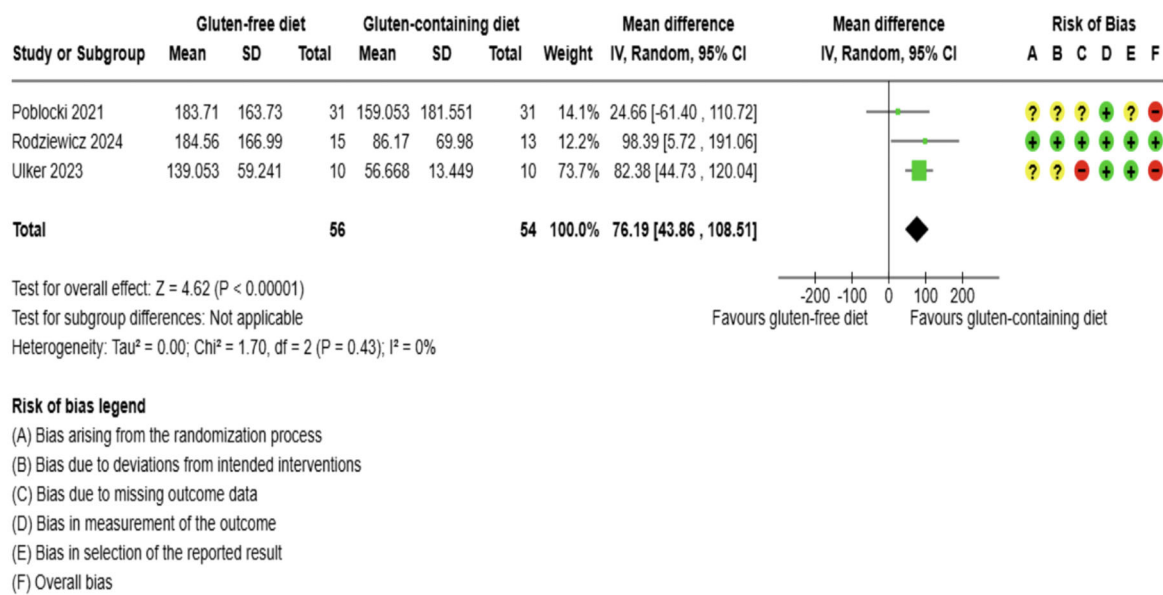 Gluten-free diet Gluten-containing diet Mean difference Mean difference Risk of Bias
Study or Subgroup Mean SD Total Mean SD Total Weight IV, Random, 95% CI IV, Random, 95% CI A B C D E F
Poblocki 2021 183.71 163.73 31 159.053 181.551 31 14.1% 24.66 [-61.40 , 110.72] ? ? ? + ? -
Rodziewicz 2024 184.56 166.99 15 86.17 69.98 13 12.2% 98.39 [5.72 , 191.06] + + + + + +
Ulker 2023 139.053 59.241 10 56.668 13.449 10 73.7% 82.38 [44.73 , 120.04] ? ? - + + -
Total 56 54 100.0% 76.19 [43.86 , 108.51]
Test for overall effect: Z = 4.62 (P < 0.00001) -200 -100 0 100 200
Test for subgroup differences: Not applicable Favours gluten-free diet Favours gluten-containing diet
Heterogeneity: Tau² = 0.00; Chi² = 1.70, df = 2 (P = 0.43); I² = 0%
Risk of bias legend
(A) Bias arising from the randomization process
(B) Bias due to deviations from intended interventions
(C) Bias due to missing outcome data
(D) Bias in measurement of the outcome
(E) Bias in selection of the reported result
(F) Overall bias